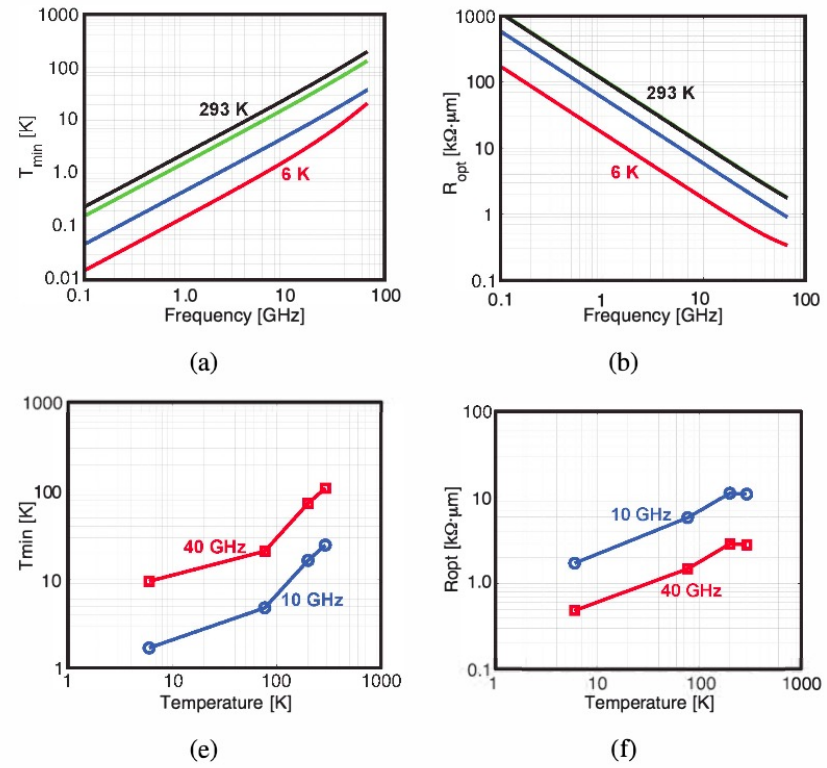 1000
100
10
1.0
0.1
0.01
T_min [K]
293 K
6 K
0.1 1.0 10 100
Frequency [GHz]
(a)
1000
100
10
1
0.1
R_opt [kΩ·µm]
293 K
6 K
0.1 1 10 100
Frequency [GHz]
(b)
1000
100
10
1
Tmin [K]
40 GHz
10 GHz
1 10 100 1000
Temperature [K]
(e)
100
10
1.0
0.1
Ropt [kΩ·µm]
10 GHz
40 GHz
1 10 100 1000
Temperature [K]
(f)